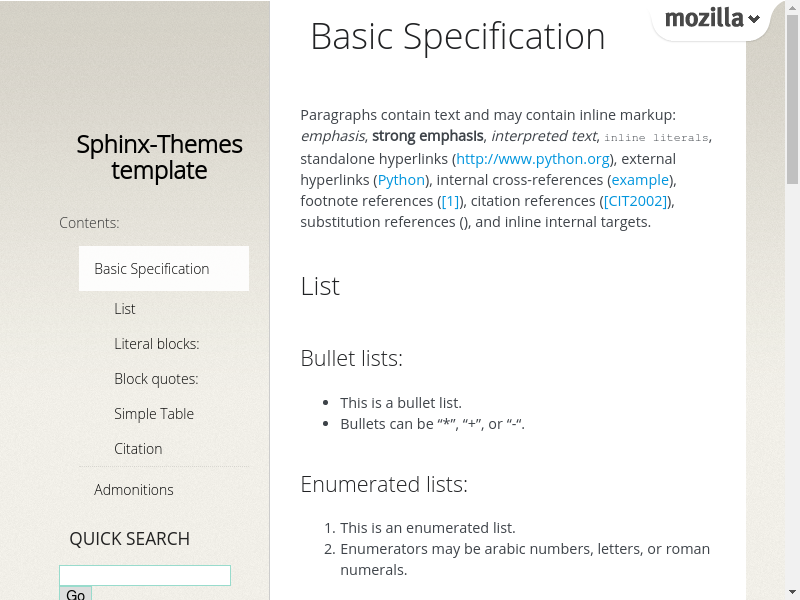 mozilla
Sphinx-Themes
template
Contents:
Basic Specification
List
Literal blocks:
Block quotes:
Simple Table
Citation
Admonitions
QUICK SEARCH
Go
Basic Specification
Paragraphs contain text and may contain inline markup:
emphasis, strong emphasis, interpreted text, inline literals,
standalone hyperlinks (http://www.python.org), external
hyperlinks (Python), internal cross-references (example),
footnote references ([1]), citation references ([CIT2002]),
substitution references (), and inline internal targets.
List
Bullet lists:
• This is a bullet list.
• Bullets can be “*”, “+”, or “-“.
Enumerated lists:
1. This is an enumerated list.
2. Enumerators may be arabic numbers, letters, or roman
numerals.